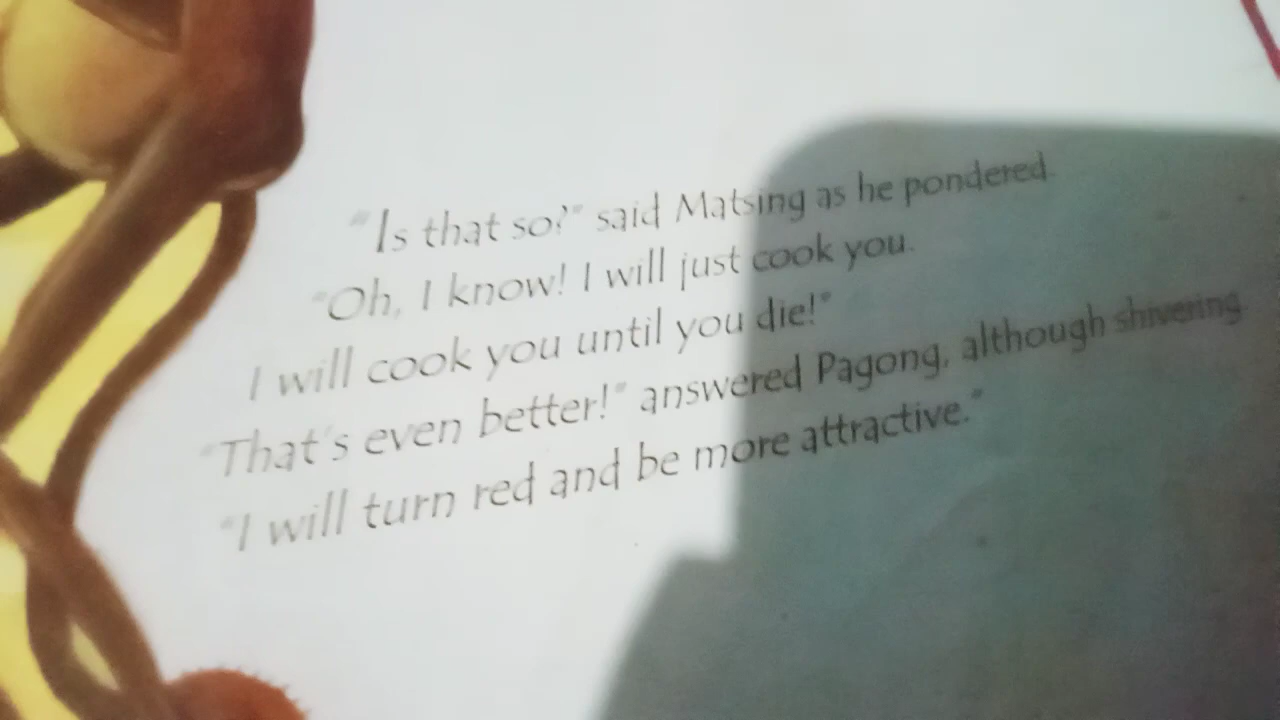 "Is that so?" said Matsing as he pondered.
"Oh, I know! I will just cook you.
I will cook you until you die!"
"That's even better!" answered Pagong, although shivering.
"I will turn red and be more attractive."